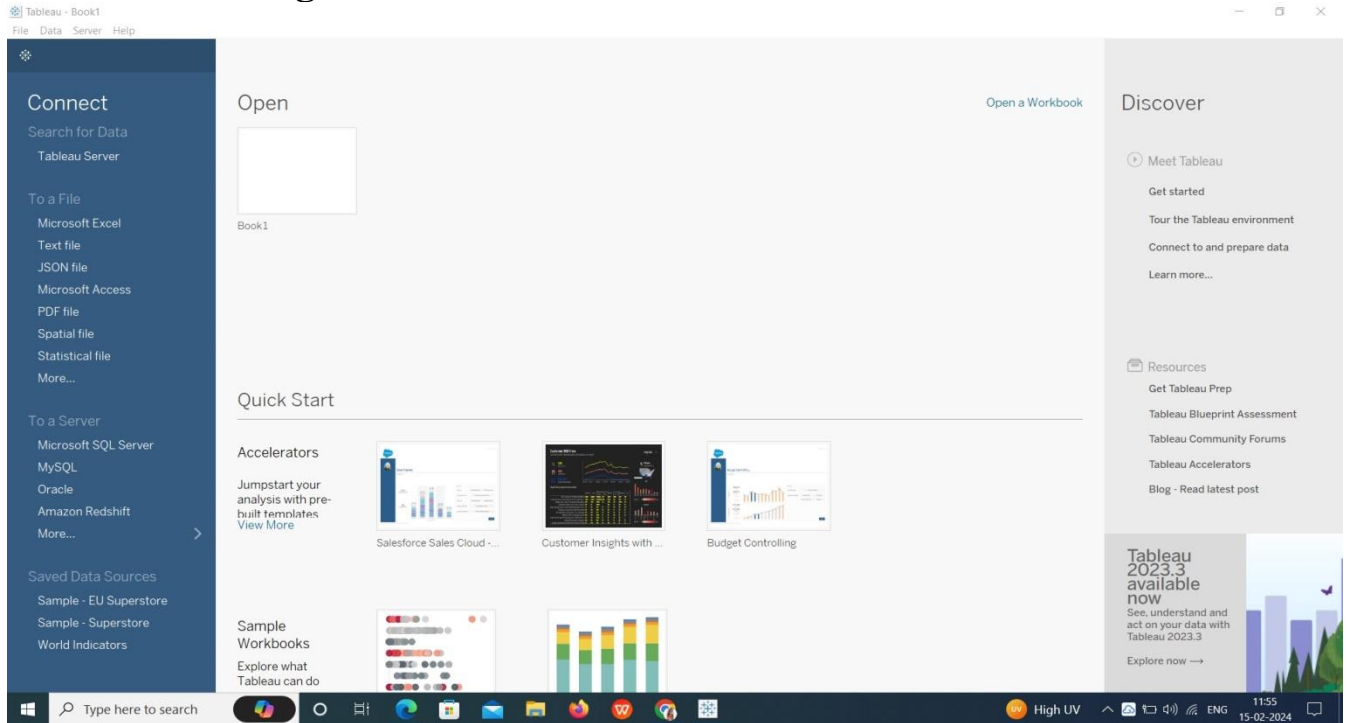 Tableau - Book1
File Data Server Help
Connect
Search for Data
Tableau Server
To a File
Microsoft Excel
Text file
JSON file
Microsoft Access
PDF file
Spatial file
Statistical file
More...
To a Server
Microsoft SQL Server
MySQL
Oracle
Amazon Redshift
More...
Saved Data Sources
Sample - EU Superstore
Sample - Superstore
World Indicators
Open
Open a Workbook
Book1
Quick Start
Accelerators
Jumpstart your
analysis with pre-
built templates
View More
Salesforce Sales Cloud -...
Customer Insights with ...
Budget Controlling
Sample
Workbooks
Explore what
Tableau can do
Discover
Meet Tableau
Get started
Tour the Tableau environment
Connect to and prepare data
Learn more...
Resources
Get Tableau Prep
Tableau Blueprint Assessment
Tableau Community Forums
Tableau Accelerators
Blog - Read latest post
Tableau
2023.3
available
now
See, understand and
act on your data with
Tableau 2023.3
Explore now →
Type here to search
UV
High UV
ENG
11:55
15-02-2024